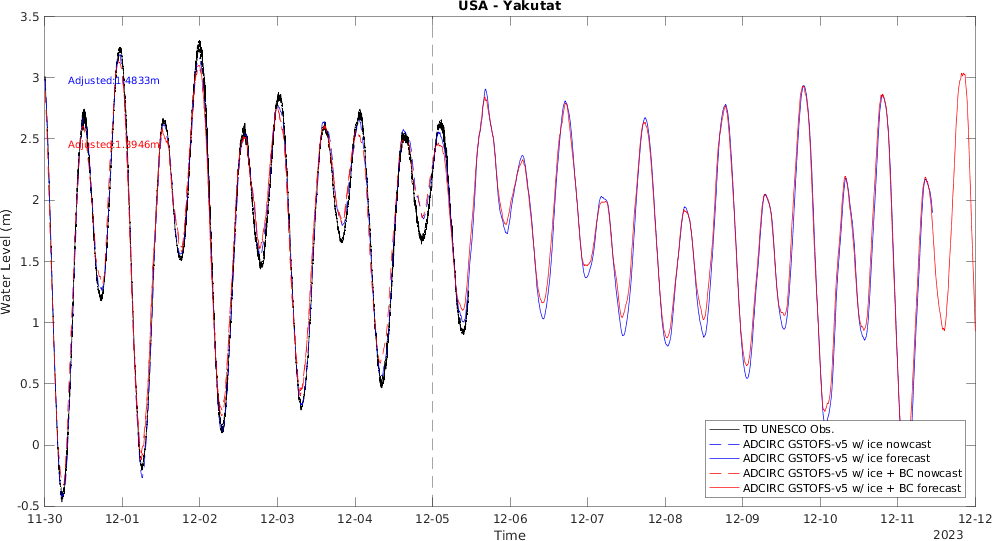 USA - Yakutat
3.5
3
2.5
2
1.5
1
0.5
0
-0.5
Water Level (m)
Adjusted:1.4833m
Adjusted:1.3946m
TD UNESCO Obs.
ADCIRC GSTOFS-v5 w/ ice nowcast
ADCIRC GSTOFS-v5 w/ ice forecast
ADCIRC GSTOFS-v5 w/ ice + BC nowcast
ADCIRC GSTOFS-v5 w/ ice + BC forecast
11-30 12-01 12-02 12-03 12-04 12-05 12-06 12-07 12-08 12-09 12-10 12-11 12-12
Time
2023